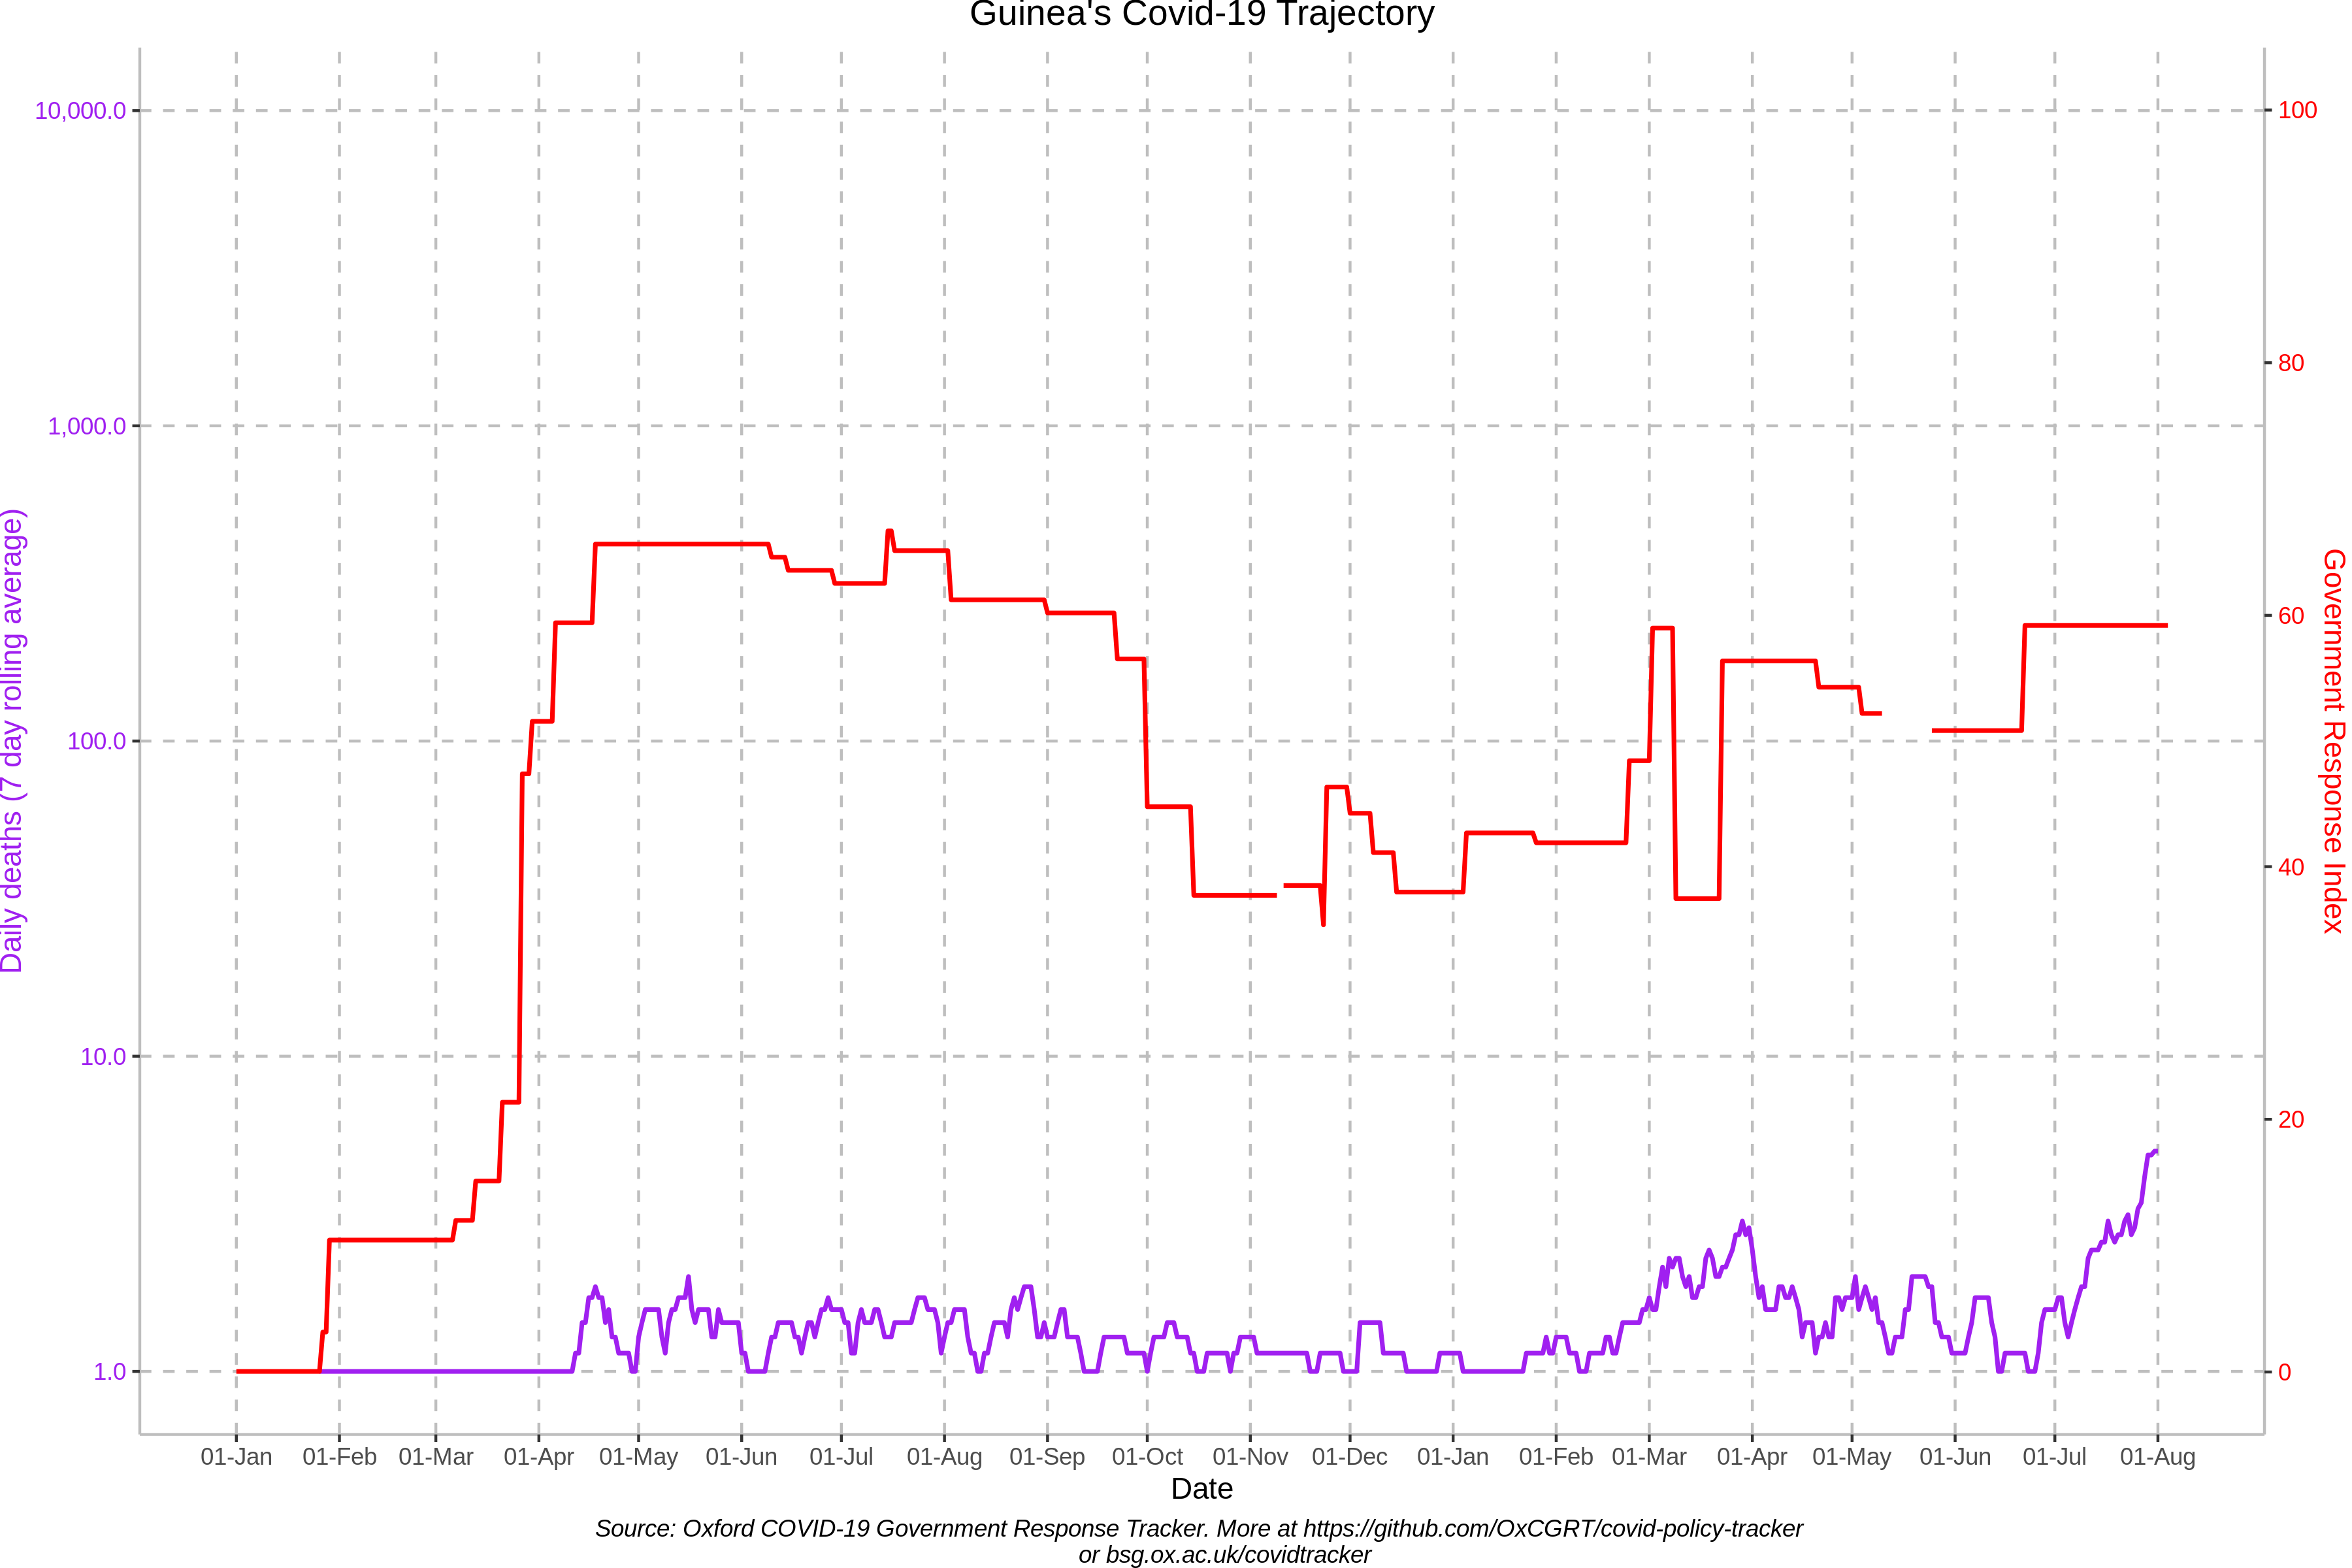 Guinea's Covid-19 Trajectory
10,000.0
1,000.0
100.0
10.0
1.0
Daily deaths (7 day rolling average)
100
80
60
40
20
0
Government Response Index
01-Jan 01-Feb 01-Mar 01-Apr 01-May 01-Jun 01-Jul 01-Aug 01-Sep 01-Oct 01-Nov 01-Dec 01-Jan 01-Feb 01-Mar 01-Apr 01-May 01-Jun 01-Jul 01-Aug
Date
Source: Oxford COVID-19 Government Response Tracker. More at https://github.com/OxCGRT/covid-policy-tracker
or bsg.ox.ac.uk/covidtracker